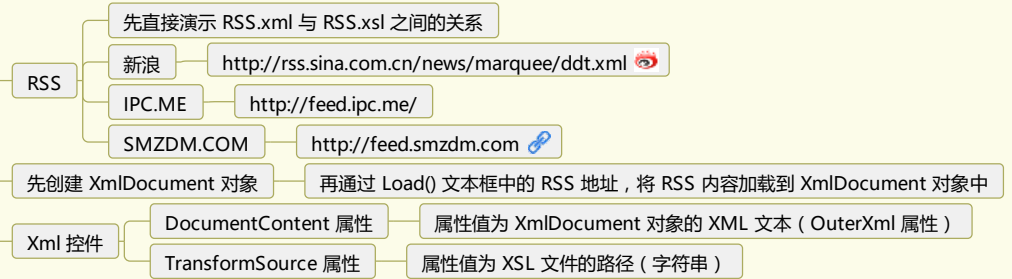 RSS
先直接演示 RSS.xml 与 RSS.xsl 之间的关系
新浪
http://rss.sina.com.cn/news/marquee/ddt.xml
IPC.ME
http://feed.ipc.me/
SMZDM.COM
http://feed.smzdm.com
先创建 XmlDocument 对象
再通过 Load() 文本框中的 RSS 地址，将 RSS 内容加载到 XmlDocument 对象中
Xml 控件
DocumentContent 属性
属性值为 XmlDocument 对象的 XML 文本（OuterXml 属性）
TransformSource 属性
属性值为 XSL 文件的路径（字符串）